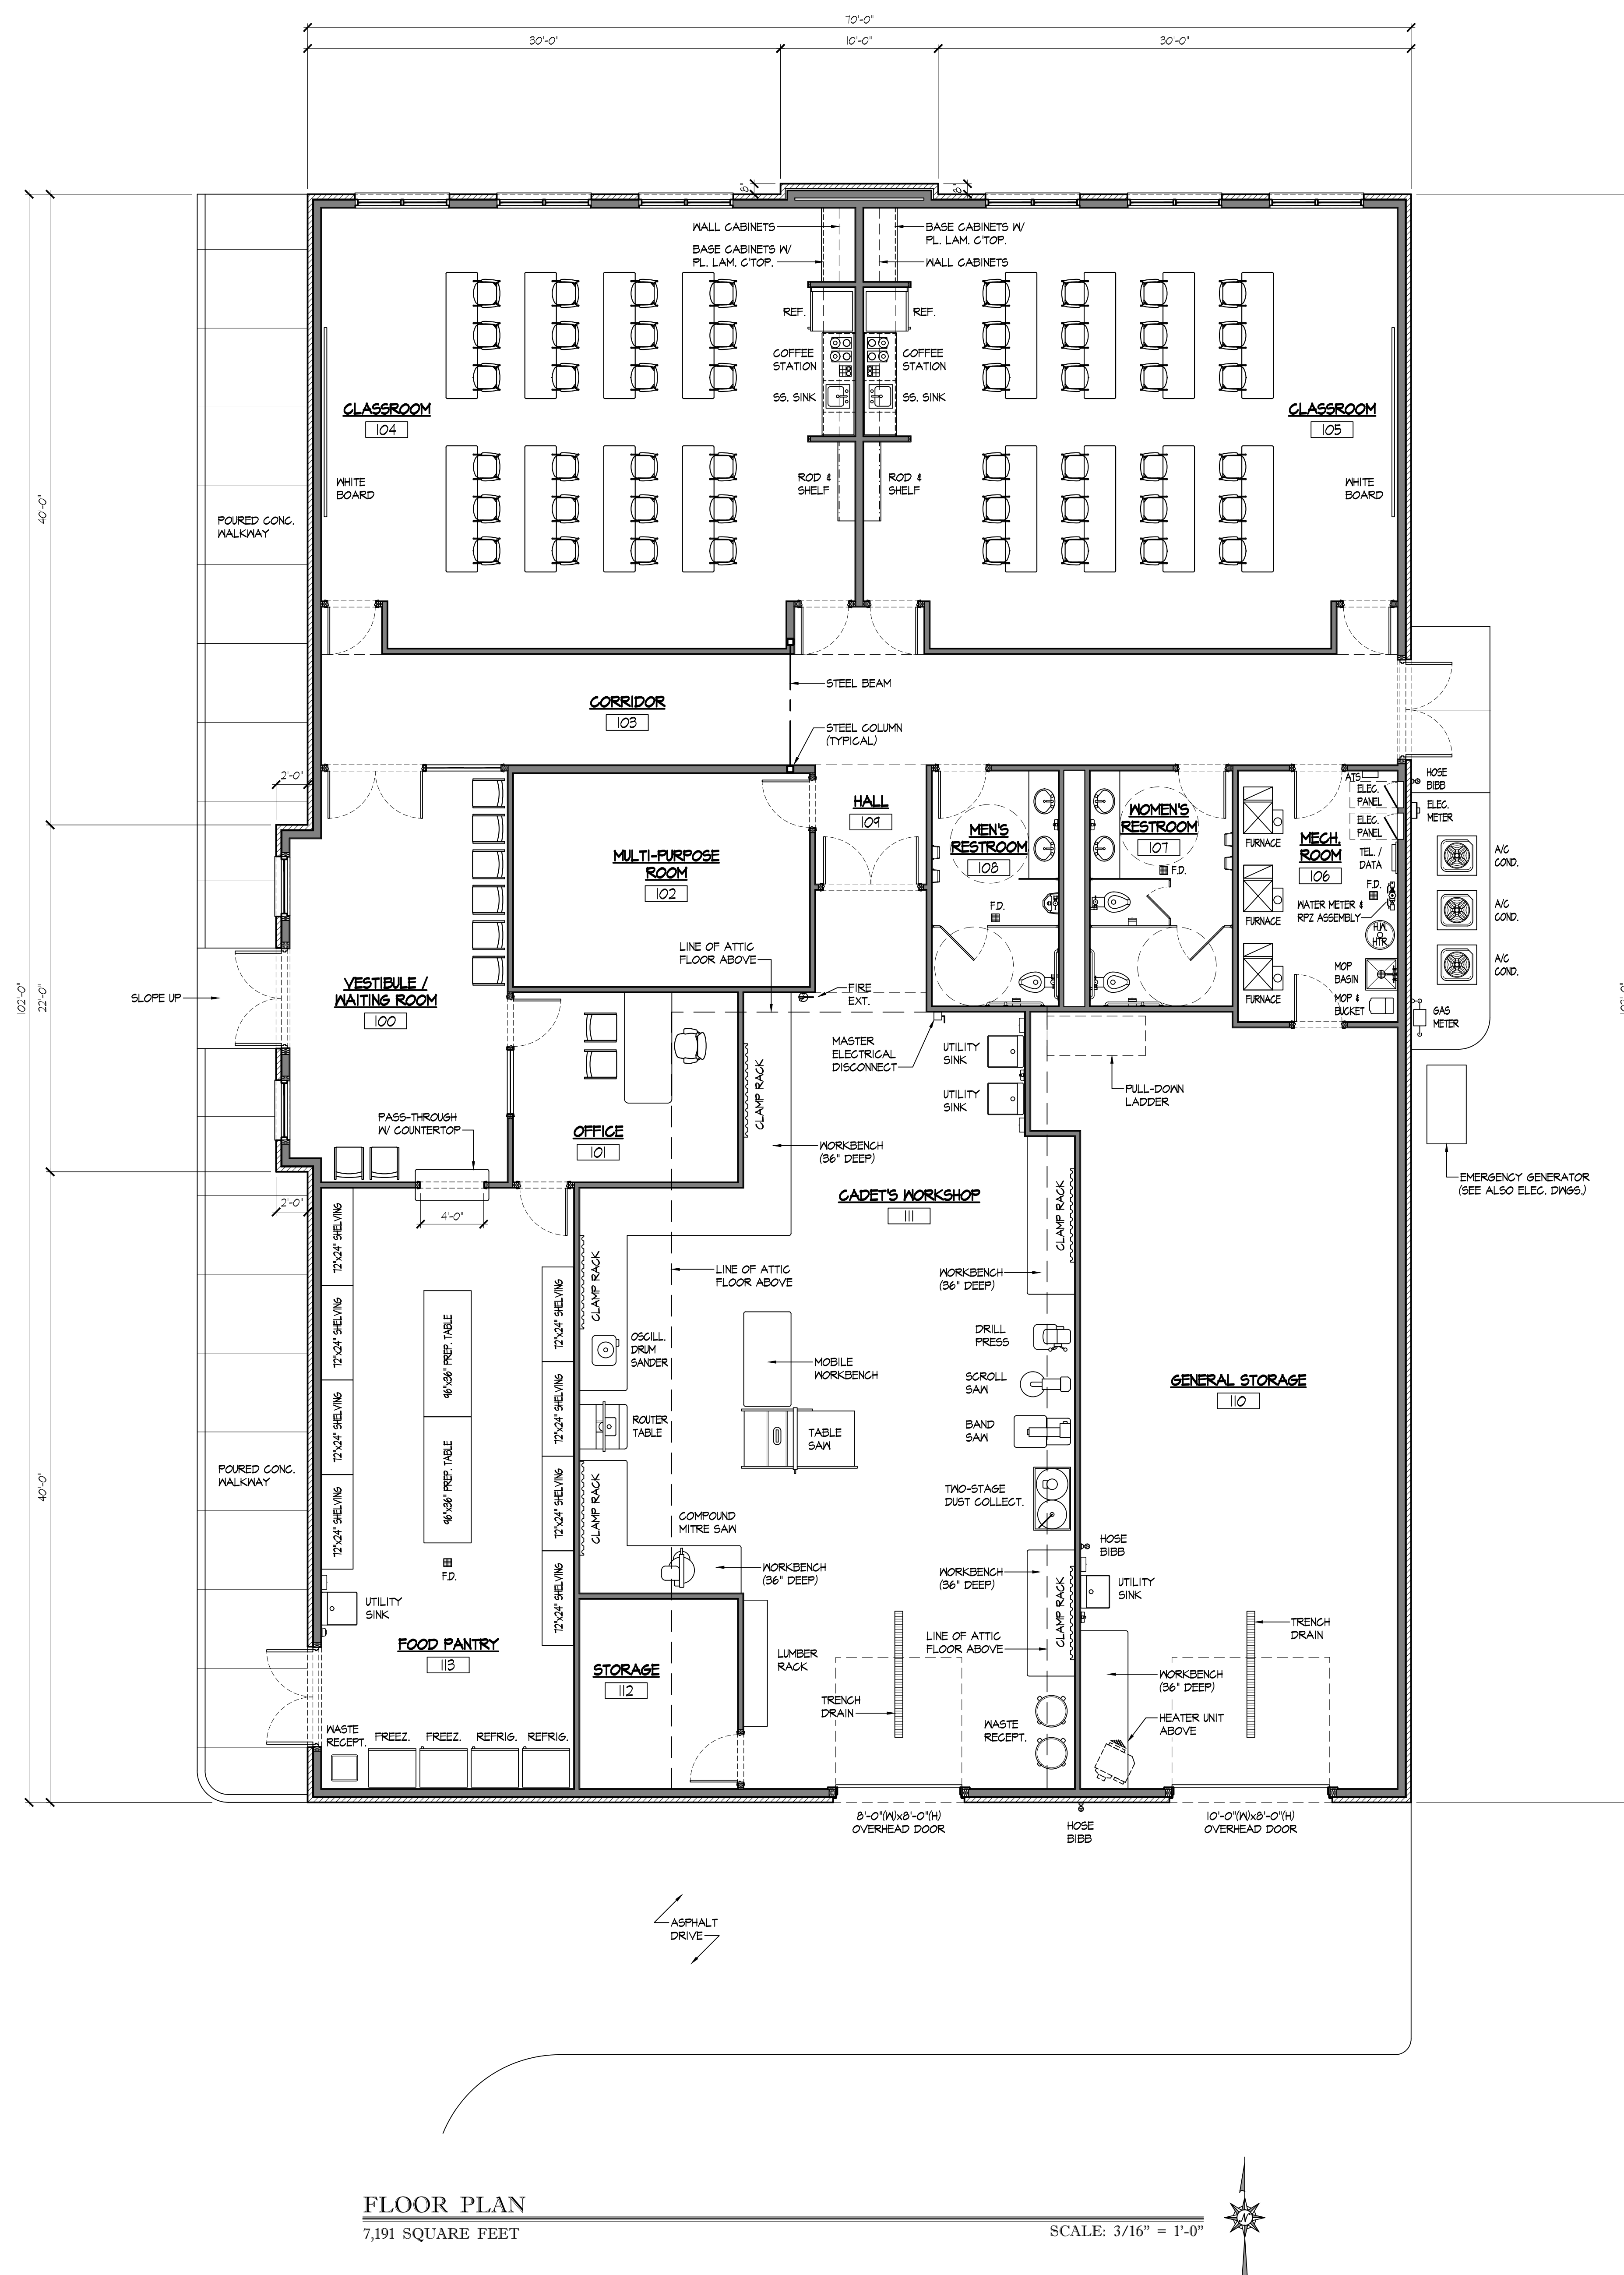 70'-0"
30'-0"
10'-0"
30'-0"
8"
8"
WALL CABINETS
BASE CABINETS W/
PL. LAM. C'TOP.
BASE CABINETS W/
PL. LAM. C'TOP.
WALL CABINETS
REF.
REF.
COFFEE
STATION
COFFEE
STATION
SS. SINK
SS. SINK
CLASSROOM
104
CLASSROOM
105
WHITE
BOARD
ROD &
SHELF
ROD &
SHELF
WHITE
BOARD
40'-0"
POURED CONC.
WALKWAY
STEEL BEAM
CORRIDOR
103
STEEL COLUMN
(TYPICAL)
2'-0"
HALL
109
MULTI-PURPOSE
ROOM
102
MEN'S
RESTROOM
108
F.D.
WOMEN'S
RESTROOM
107
F.D.
FURNACE
FURNACE
FURNACE
MECH.
ROOM
106
ATS
ELEC.
PANEL
ELEC.
PANEL
TEL. /
DATA
F.D.
WATER METER &
RPZ ASSEMBLY
H.W.
HTR
MOP
BASIN
MOP &
BUCKET
HOSE
BIBB
ELEC.
METER
A/C
COND.
A/C
COND.
A/C
COND.
GAS
METER
102'-0"
22'-0"
SLOPE UP
VESTIBULE /
WAITING ROOM
100
LINE OF ATTIC
FLOOR ABOVE
FIRE
EXT.
MASTER
ELECTRICAL
DISCONNECT
UTILITY
SINK
UTILITY
SINK
PULL-DOWN
LADDER
102'-0"
CLAMP RACK
PASS-THROUGH
W/ COUNTERTOP
OFFICE
101
WORKBENCH
(36" DEEP)
EMERGENCY GENERATOR
(SEE ALSO ELEC. DWGS.)
2'-0"
4'-0"
CADET'S WORKSHOP
111
CLAMP RACK
CLAMP RACK
LINE OF ATTIC
FLOOR ABOVE
WORKBENCH
(36" DEEP)
72"x24" SHELVING
72"x24" SHELVING
72"x24" SHELVING
72"x24" SHELVING
96"x36" PREP. TABLE
96"x36" PREP. TABLE
72"x24" SHELVING
72"x24" SHELVING
72"x24" SHELVING
72"x24" SHELVING
OSCILL.
DRUM
SANDER
MOBILE
WORKBENCH
DRILL
PRESS
SCROLL
SAW
GENERAL STORAGE
110
ROUTER
TABLE
TABLE
SAW
BAND
SAW
40'-0"
POURED CONC.
WALKWAY
CLAMP RACK
TWO-STAGE
DUST COLLECT.
COMPOUND
MITRE SAW
HOSE
BIBB
F.D.
WORKBENCH
(36" DEEP)
WORKBENCH
(36" DEEP)
CLAMP RACK
UTILITY
SINK
UTILITY
SINK
FOOD PANTRY
113
LINE OF ATTIC
FLOOR ABOVE
TRENCH
DRAIN
STORAGE
112
LUMBER
RACK
TRENCH
DRAIN
WORKBENCH
(36" DEEP)
WASTE
RECEPT.
FREEZ.
FREEZ.
REFRIG.
REFRIG.
WASTE
RECEPT.
HEATER UNIT
ABOVE
8'-0"(W)x8'-0"(H)
OVERHEAD DOOR
HOSE
BIBB
10'-0"(W)x8'-0"(H)
OVERHEAD DOOR
ASPHALT
DRIVE
FLOOR PLAN
7,191 SQUARE FEET
SCALE: 3/16" = 1'-0"
N